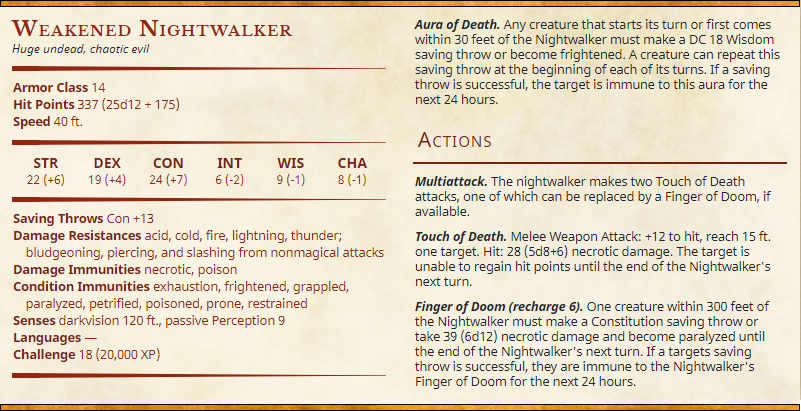 Weakened Nightwalker
Huge undead, chaotic evil
Armor Class 14
Hit Points 337 (25d12 + 175)
Speed 40 ft.
STR DEX CON INT WIS CHA
22 (+6) 19 (+4) 24 (+7) 6 (-2) 9 (-1) 8 (-1)
Saving Throws Con +13
Damage Resistances acid, cold, fire, lightning, thunder;
bludgeoning, piercing, and slashing from nonmagical attacks
Damage Immunities necrotic, poison
Condition Immunities exhaustion, frightened, grappled,
paralyzed, petrified, poisoned, prone, restrained
Senses darkvision 120 ft., passive Perception 9
Languages —
Challenge 18 (20,000 XP)
Aura of Death. Any creature that starts its turn or first comes
within 30 feet of the Nightwalker must make a DC 18 Wisdom
saving throw or become frightened. A creature can repeat this
saving throw at the beginning of each of its turns. If a saving
throw is successful, the target is immune to this aura for the
next 24 hours.
Actions
Multiattack. The nightwalker makes two Touch of Death
attacks, one of which can be replaced by a Finger of Doom, if
available.
Touch of Death. Melee Weapon Attack: +12 to hit, reach 15 ft.
one target. Hit: 28 (5d8+6) necrotic damage. The target is
unable to regain hit points until the end of the Nightwalker's
next turn.
Finger of Doom (recharge 6). One creature within 300 feet of
the Nightwalker must make a Constitution saving throw or
take 39 (6d12) necrotic damage and become paralyzed until
the end of the Nightwalker's next turn. If a targets saving
throw is successful, they are immune to the Nightwalker's
Finger of Doom for the next 24 hours.